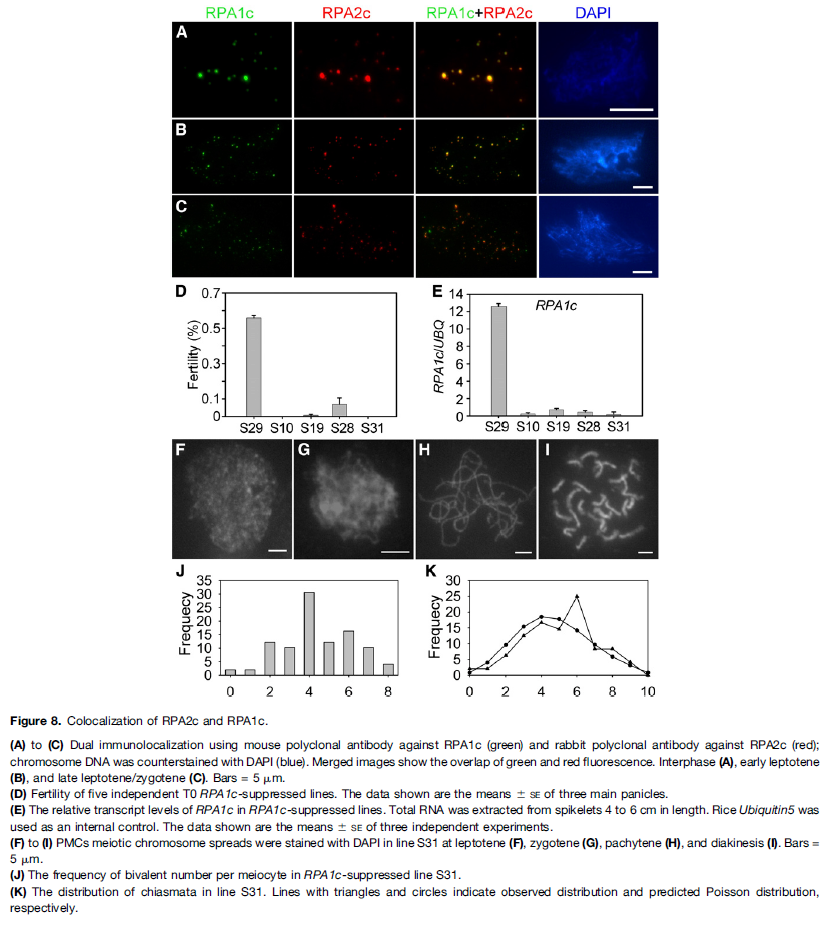 RPA1c RPA2c RPA1c+RPA2c DAPI
A
B
C
D
0.7
0.5
0.3
0.1
0
Fertility (%)
S29 S10 S19 S28 S31
E
14
12
10
8
6
4
2
0
RPA1c/UBQ
RPA1c
S29 S10 S19 S28 S31
F G H I
J
35
30
25
20
15
10
5
0
Frequecy
0 2 4 6 8
K
30
25
20
15
10
5
0
Frequecy
0 2 4 6 8 10
Figure 8. Colocalization of RPA2c and RPA1c.
(A) to (C) Dual immunolocalization using mouse polyclonal antibody against RPA1c (green) and rabbit polyclonal antibody against RPA2c (red);
chromosome DNA was counterstained with DAPI (blue). Merged images show the overlap of green and red fluorescence. Interphase (A), early leptotene
(B), and late leptotene/zygotene (C). Bars = 5 μm.
(D) Fertility of five independent T0 RPA1c-suppressed lines. The data shown are the means ± SE of three main panicles.
(E) The relative transcript levels of RPA1c in RPA1c-suppressed lines. Total RNA was extracted from spikelets 4 to 6 cm in length. Rice Ubiquitin5 was
used as an internal control. The data shown are the means ± SE of three independent experiments.
(F) to (I) PMCs meiotic chromosome spreads were stained with DAPI in line S31 at leptotene (F), zygotene (G), pachytene (H), and diakinesis (I). Bars =
5 μm.
(J) The frequency of bivalent number per meiocyte in RPA1c-suppressed line S31.
(K) The distribution of chiasmata in line S31. Lines with triangles and circles indicate observed distribution and predicted Poisson distribution,
respectively.